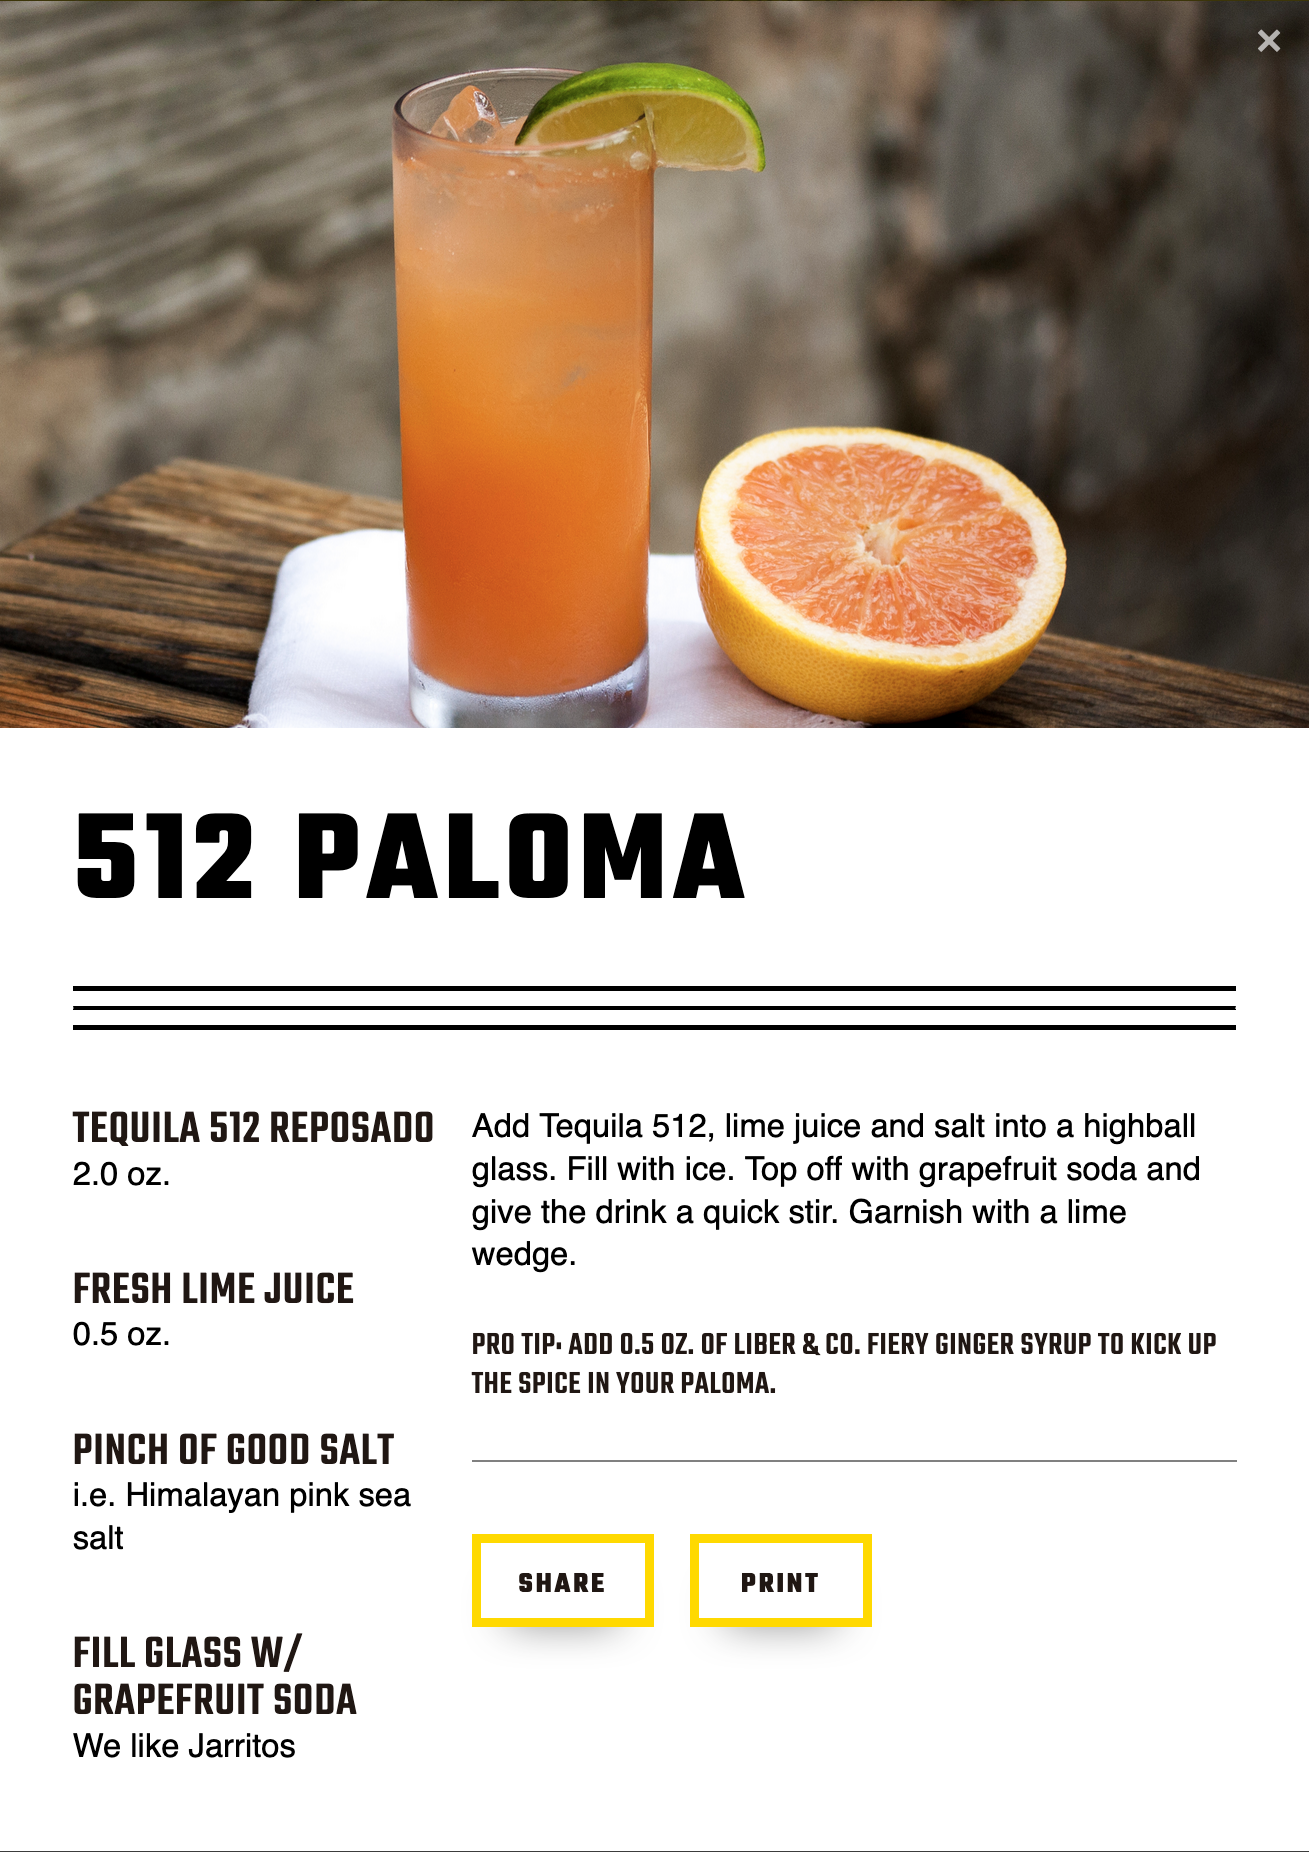 512 PALOMA
TEQUILA 512 REPOSADO
2.0 oz.
FRESH LIME JUICE
0.5 oz.
PINCH OF GOOD SALT
i.e. Himalayan pink sea
salt
FILL GLASS W/
GRAPEFRUIT SODA
We like Jarritos
Add Tequila 512, lime juice and salt into a highball
glass. Fill with ice. Top off with grapefruit soda and
give the drink a quick stir. Garnish with a lime
wedge.
PRO TIP: ADD 0.5 OZ. OF LIBER & CO. FIERY GINGER SYRUP TO KICK UP
THE SPICE IN YOUR PALOMA.
SHARE
PRINT